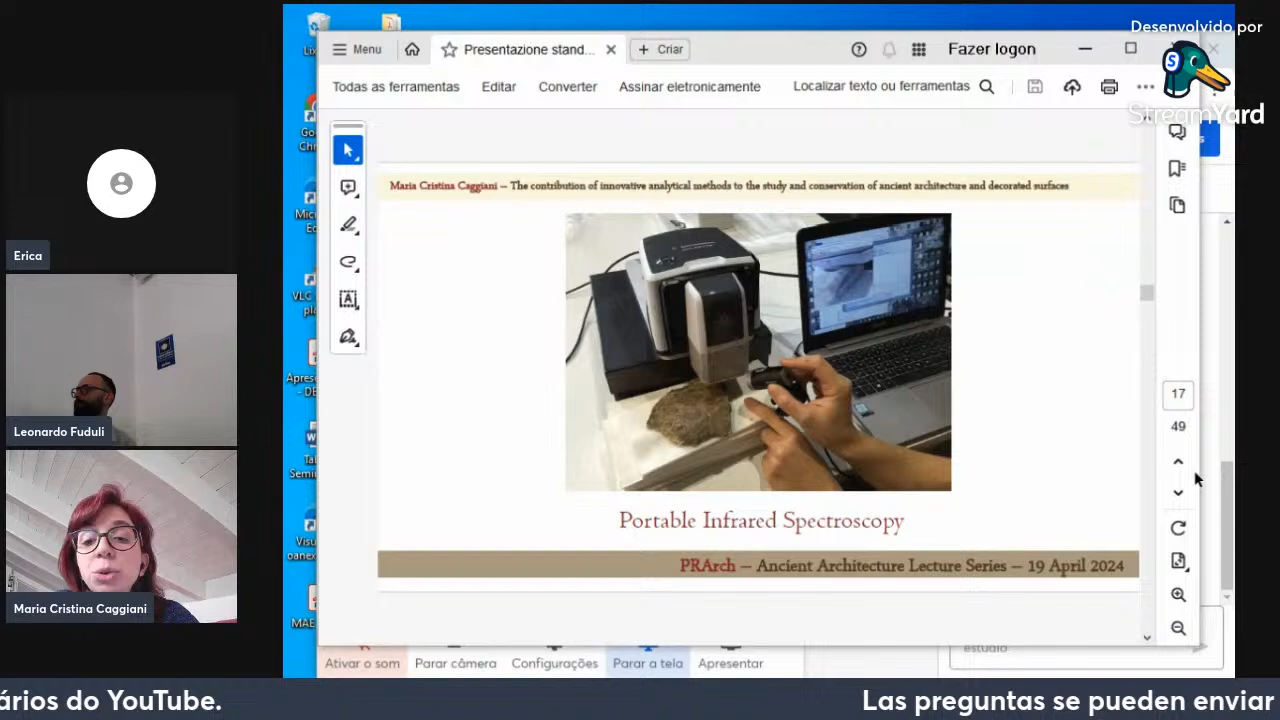 Desenvolvido por
StreamYard
Menu
Presentazione stand...
Criar
Fazer logon
Todas as ferramentas
Editar
Converter
Assinar eletronicamente
Localizar texto ou ferramentas
Maria Cristina Caggiani – The contribution of innovative analytical methods to the study and conservation of ancient architecture and decorated surfaces
Portable Infrared Spectroscopy
PRArch – Ancient Architecture Lecture Series – 19 April 2024
17
49
Erica
Leonardo Fuduli
Maria Cristina Caggiani
Ativar o som
Parar câmera
Configurações
Parar a tela
Apresentar
estúdio
ários do YouTube.
Las preguntas se pueden enviar